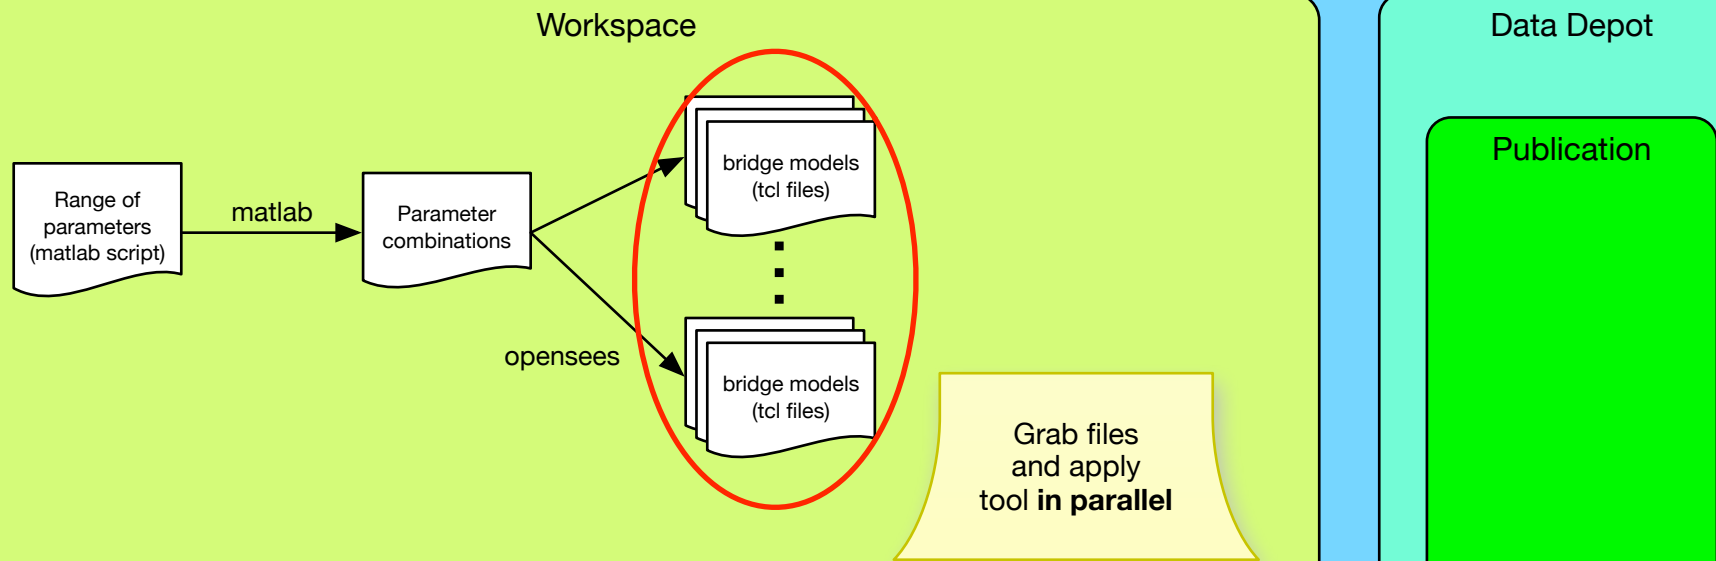 Workspace
Data Depot
Publication
Range of
parameters
(matlab script)
matlab
Parameter
combinations
bridge models
(tcl files)
opensees
bridge models
(tcl files)
Grab files
and apply
tool in parallel